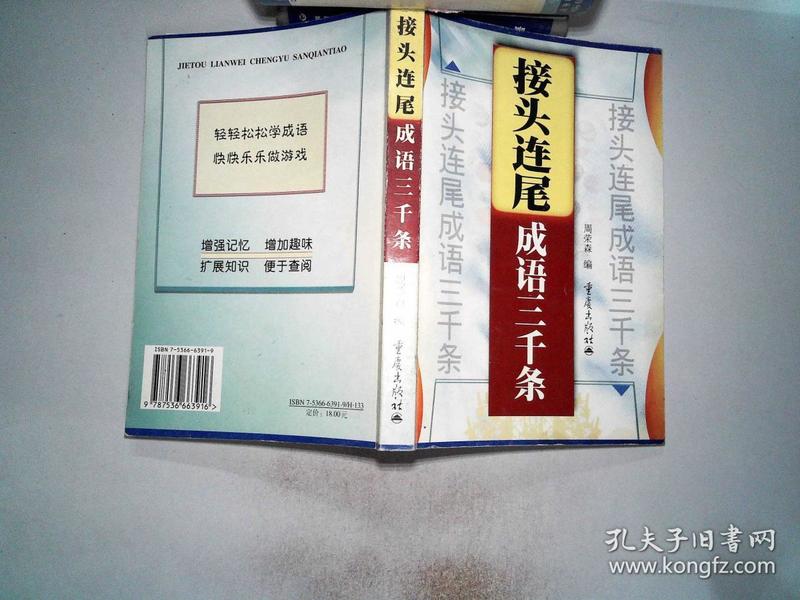 JIETOU LIANWEI CHENGYU SANQIANTIAO
轻轻松松学成语
快快乐乐做游戏
增强记忆 增加趣味
扩展知识 便于查阅
ISBN 7-5366-6391-9
9 787536 663916 >
ISBN 7-5366-6391-9/H·133
定价：18.00元
接头连尾
成语三千条
重庆出版社
接头连尾成语三千条
接头连尾
成语三千条
周荣森 编
重庆出版社
接头连尾成语三千条
孔夫子旧书网
www.kongfz.com